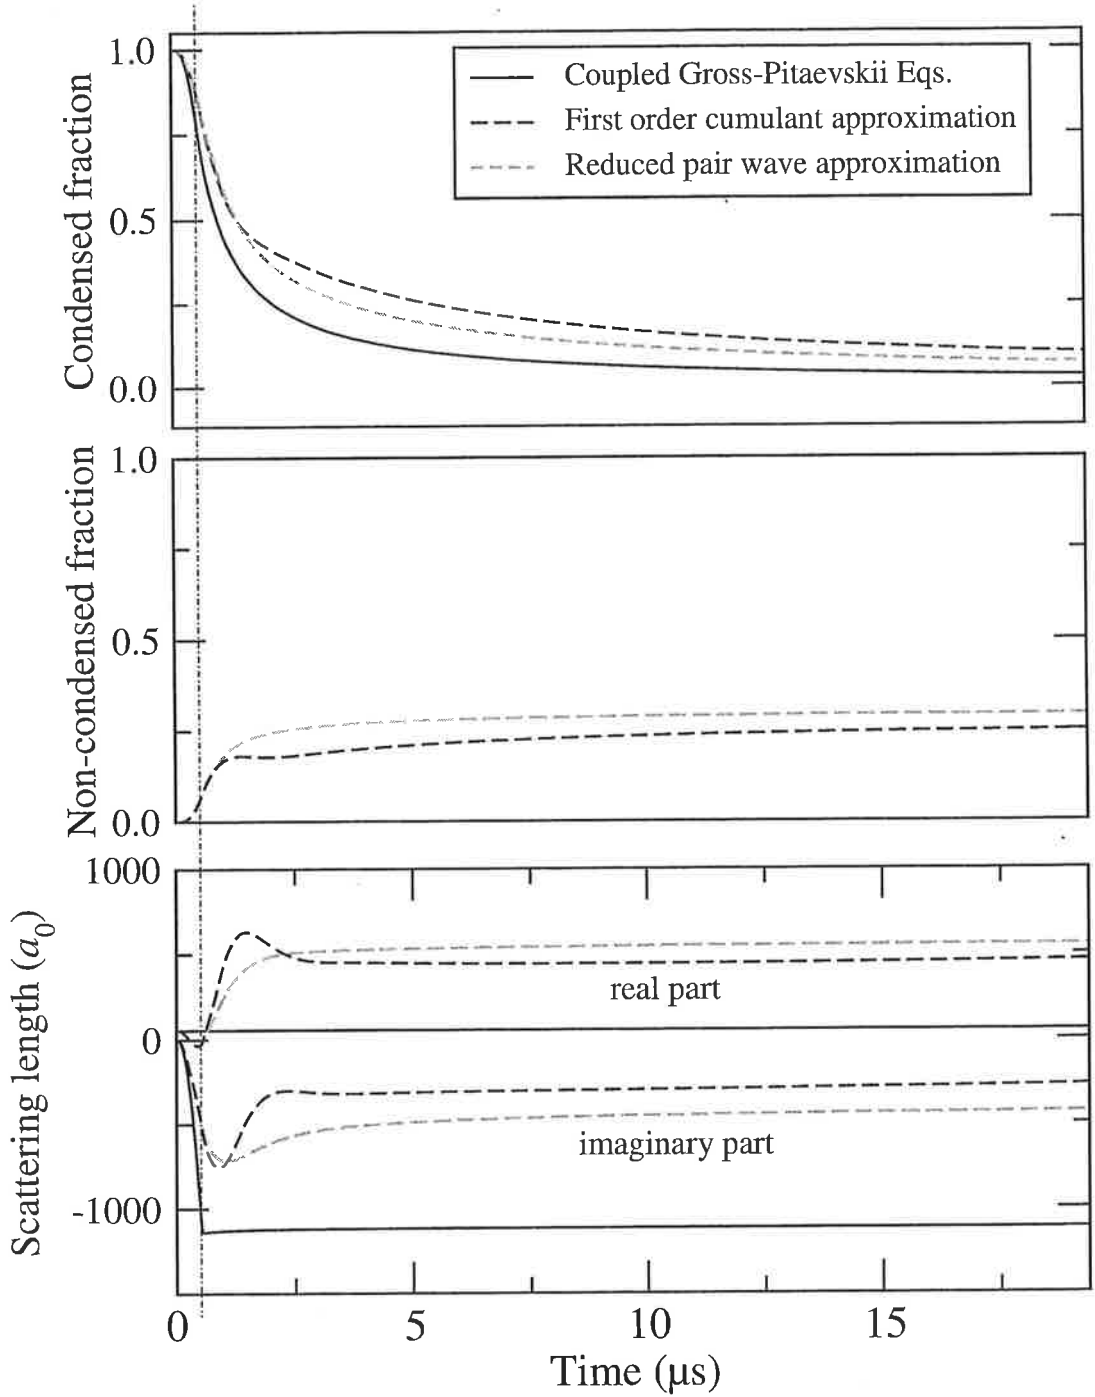 Condensed fraction
1.0
0.5
0.0
Coupled Gross-Pitaevskii Eqs.
First order cumulant approximation
Reduced pair wave approximation
Non-condensed fraction
1.0
0.5
0.0
Scattering length (a0)
1000
0
-1000
real part
imaginary part
0
5
10
15
Time (μs)